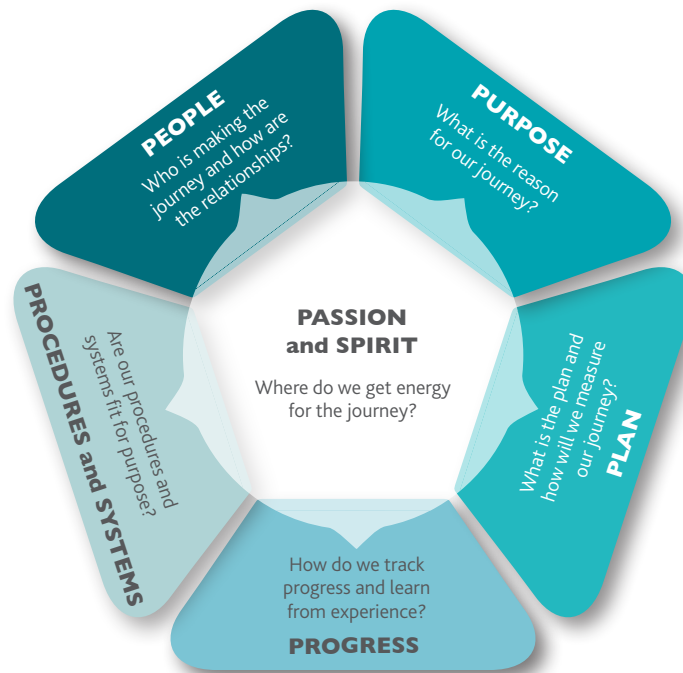 PEOPLE
Who is making the
journey and how are
the relationships?
PURPOSE
What is the reason
for our journey?
PASSION
and SPIRIT
Where do we get energy
for the journey?
What is the plan and
how will we measure
our journey?
PLAN
How do we track
progress and learn
from experience?
PROGRESS
PROCEDURES and SYSTEMS
Are our procedures and
systems fit for purpose?